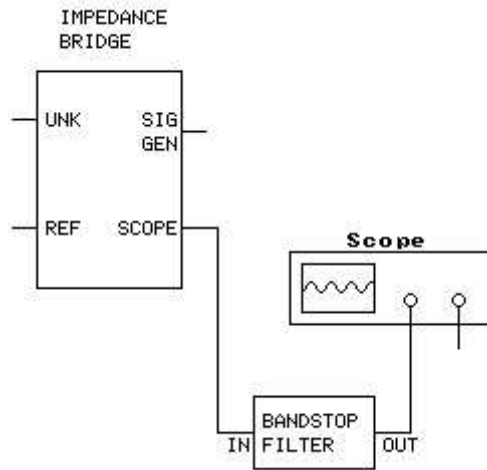 IMPEDANCE
BRIDGE
UNK
SIG
GEN
REF
SCOPE
Scope
IN
BANDSTOP
FILTER
OUT